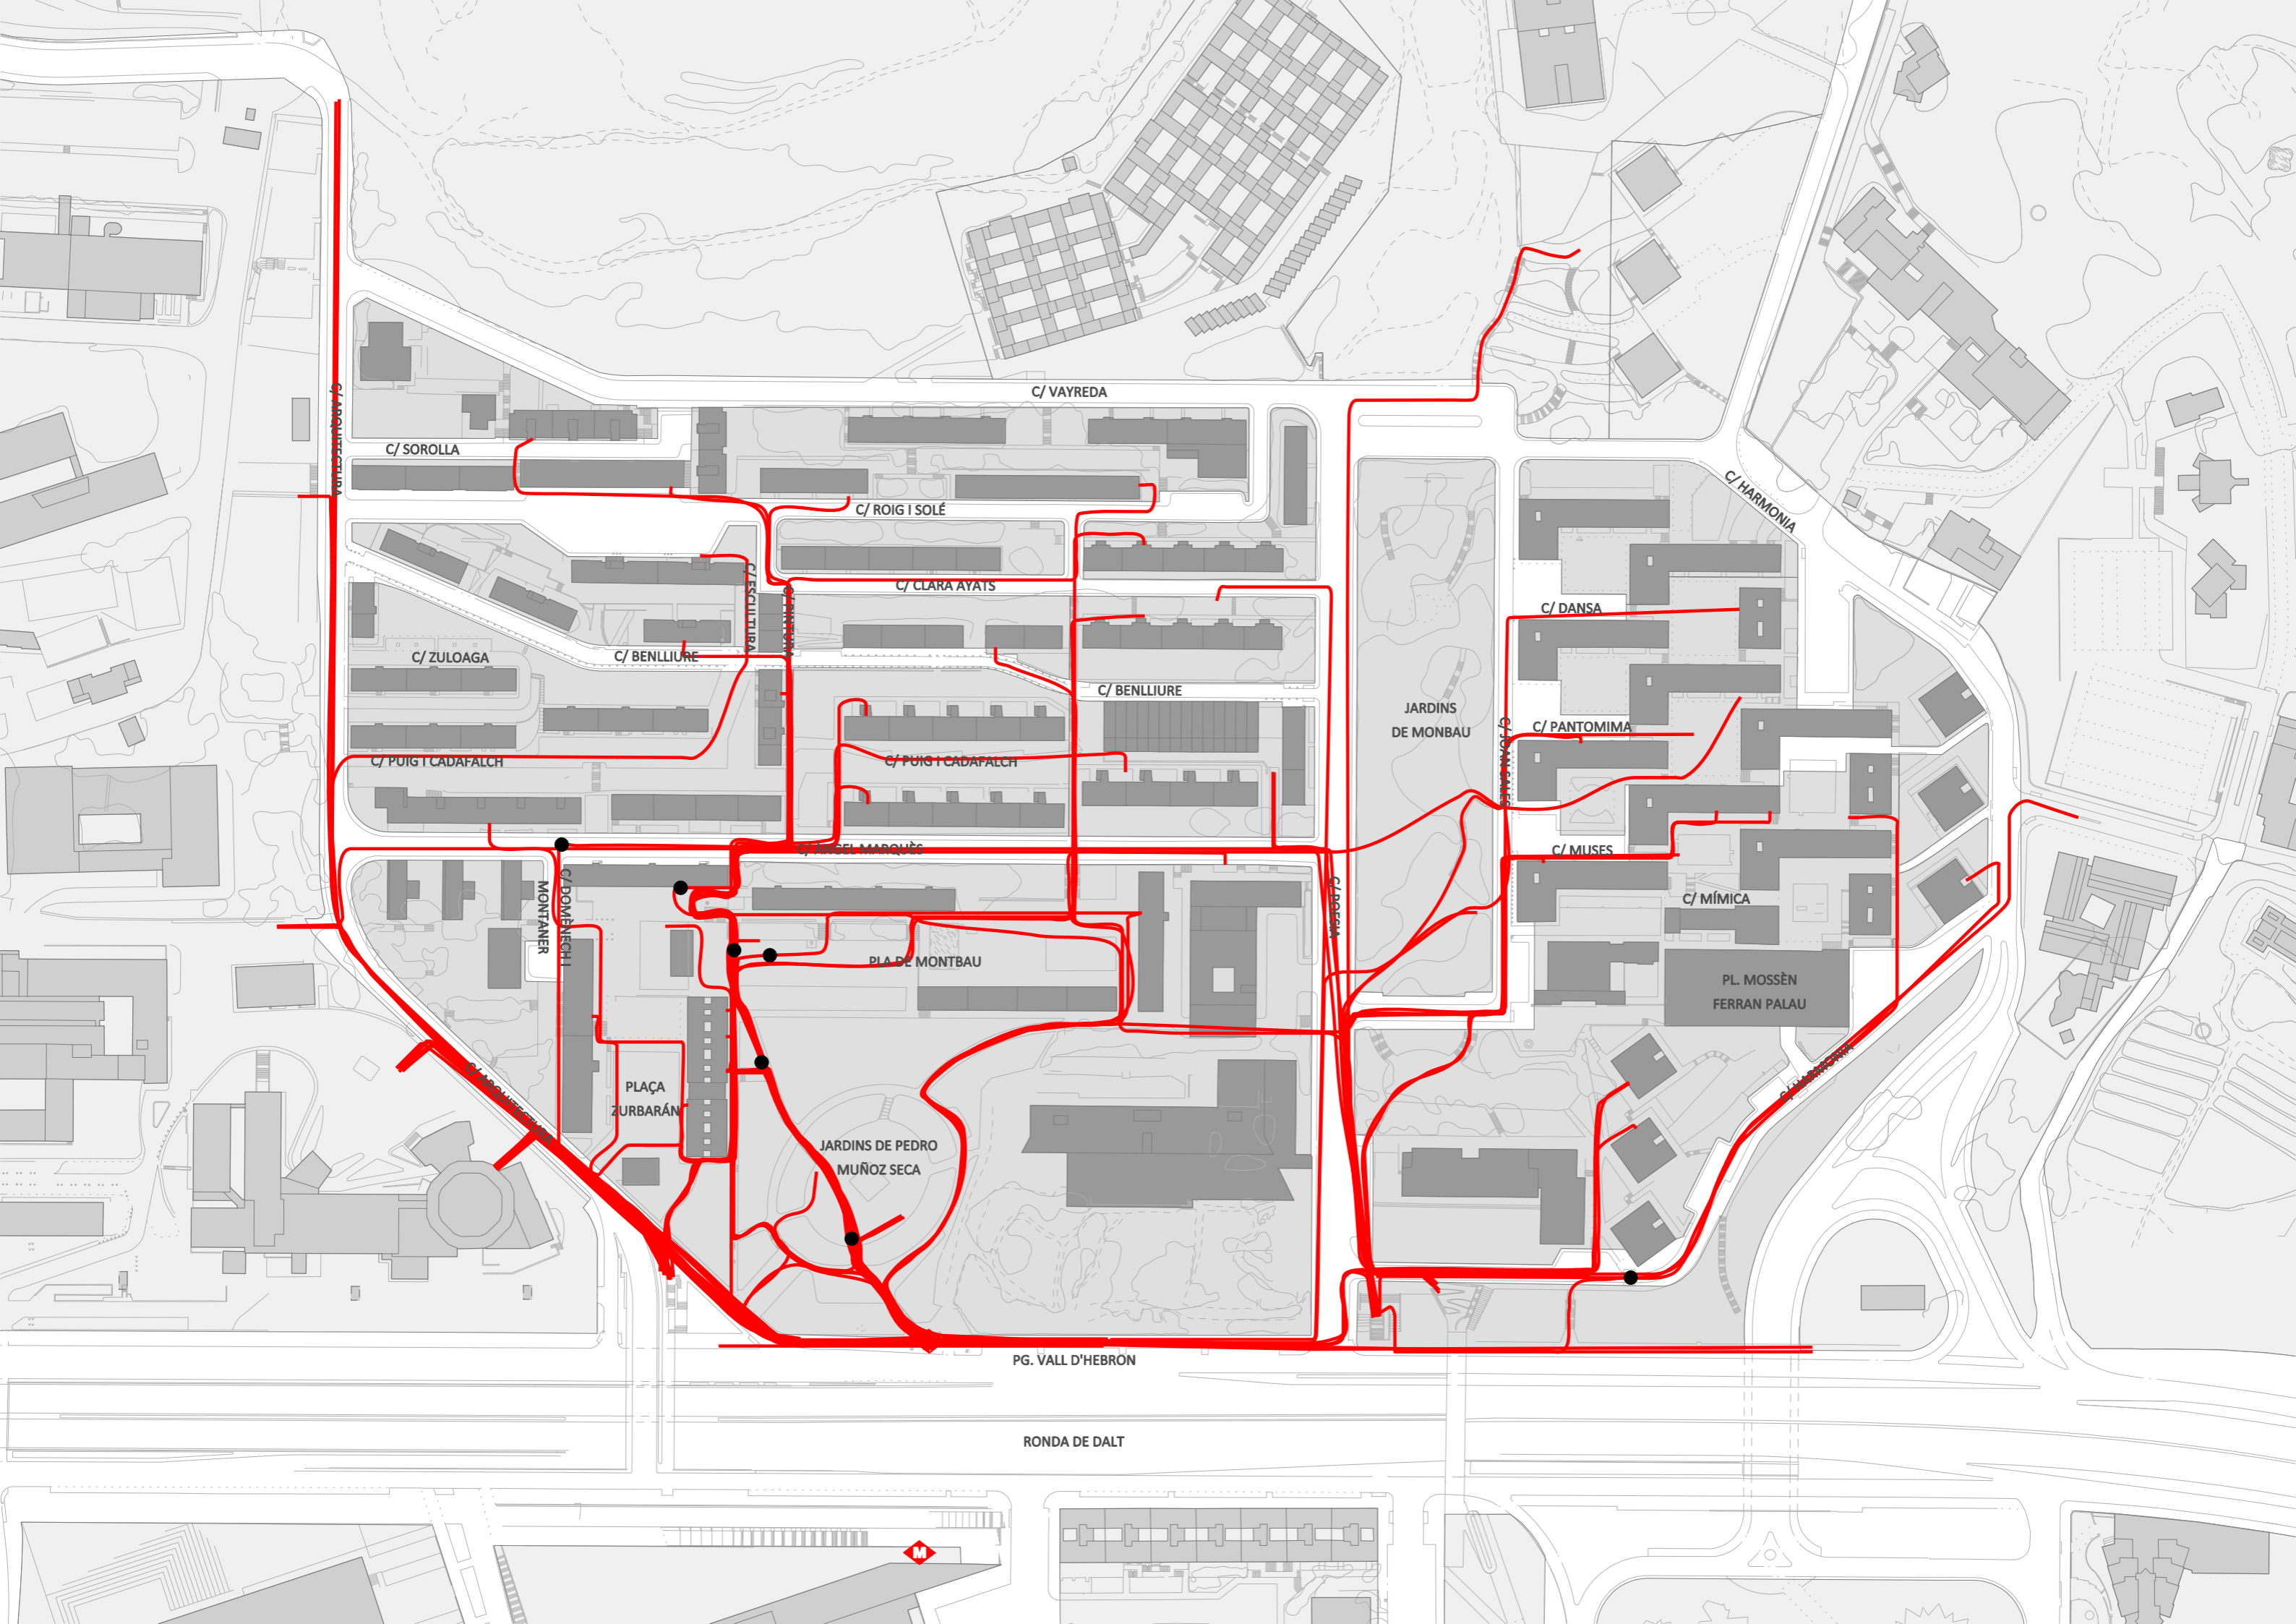 C/ VAYREDA
C/ ARQUITECTURA
C/ SOROLLA
C/ ROIG I SOLÉ
C/ HARMONIA
C/ CLARA AYATS
C/ ESCULTURA
C/ PINTURA
C/ DANSA
C/ ZULOAGA
C/ BENLLIURE
C/ BENLLIURE
JARDINS
DE MONBAU
C/ JOAN SALES
C/ PANTOMIMA
C/ PUIG I CADAFALCH
C/ PUIG I CADAFALCH
C/ ÀNGEL MARQUÈS
C/ MUSES
C/ DOMÈNECH I
MONTANER
C/ POESIA
C/ MÍMICA
PLA DE MONTBAU
PL. MOSSÈN
FERRAN PALAU
C/ ARQUITECTURA
PLAÇA
ZURBARÁN
C/ HARMONIA
JARDINS DE PEDRO
MUÑOZ SECA
PG. VALL D'HEBRON
RONDA DE DALT
M